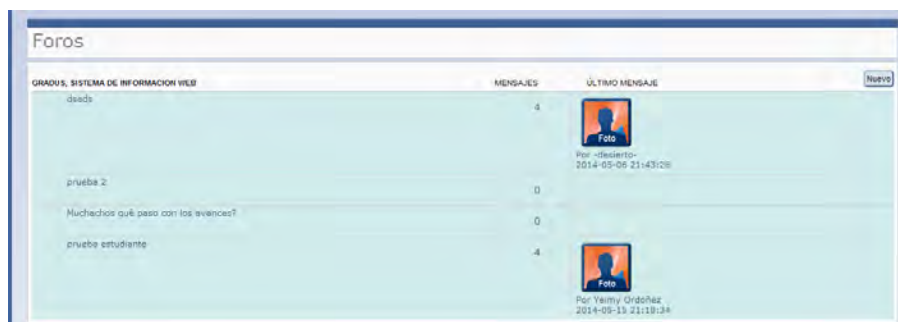 Foros
GRADUS, SISTEMA DE INFORMACION WEB MENSAJES ÚLTIMO MENSAJE Nuevo
dsads 4
Foto
Por -desierto-
2014-05-06 21:43:28
prueba 2 0
Muchachos qué paso con los avances? 0
prueba estudiante 4
Foto
Por Yeimy Ordoñez
2014-05-15 21:19:34